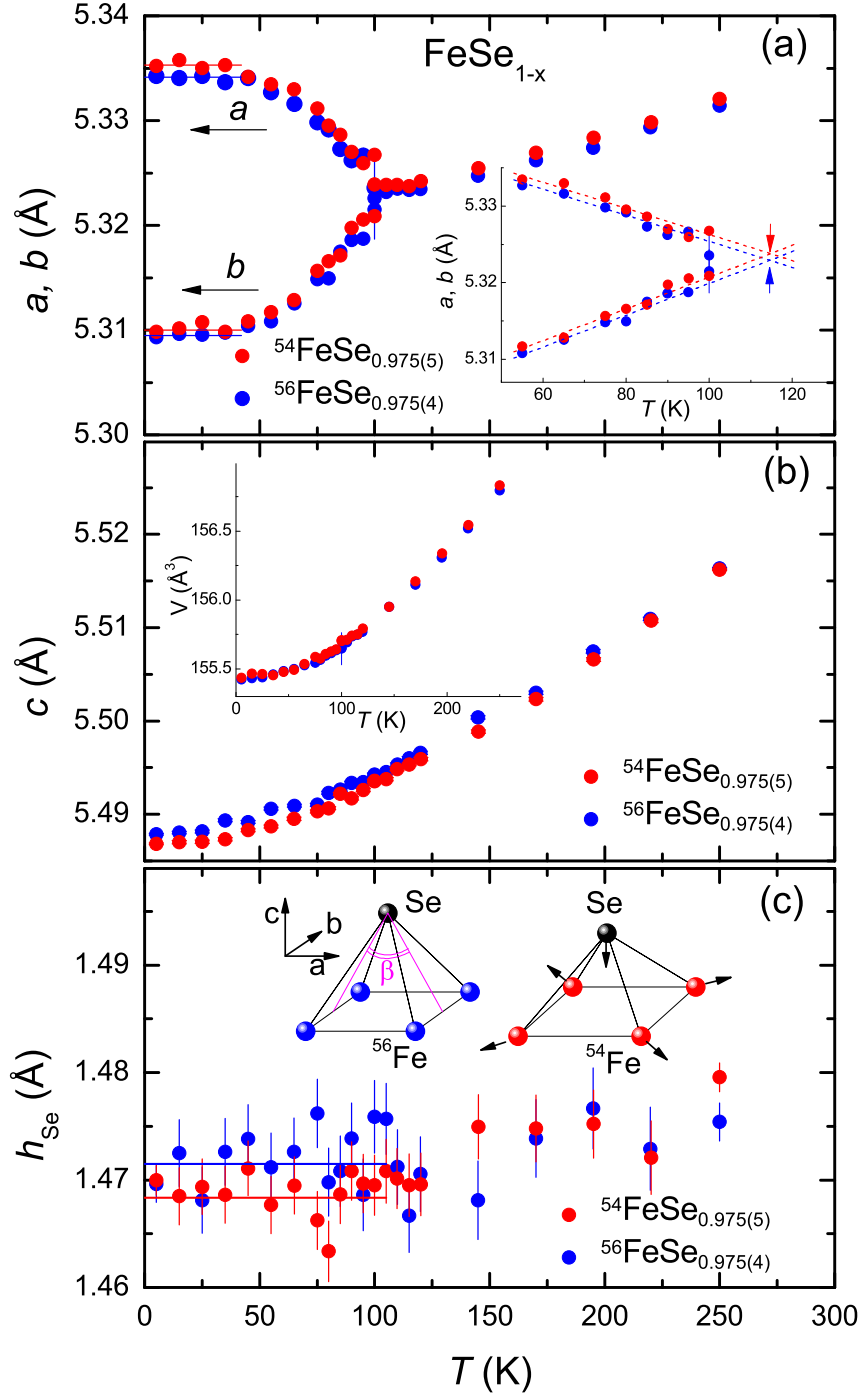 5.34
5.33
5.32
5.31
5.30
a, b (Å)
FeSe1-x
(a)
a
b
54FeSe0.975(5)
56FeSe0.975(4)
5.33
5.32
5.31
a, b (Å)
60
80
100
120
T (K)
5.52
5.51
5.50
5.49
c (Å)
(b)
156.5
156.0
155.5
V (Å3)
0
100
200
T (K)
54FeSe0.975(5)
56FeSe0.975(4)
1.49
1.48
1.47
1.46
hSe (Å)
(c)
c
b
a
Se
β
56Fe
Se
54Fe
54FeSe0.975(5)
56FeSe0.975(4)
0
50
100
150
200
250
300
T (K)